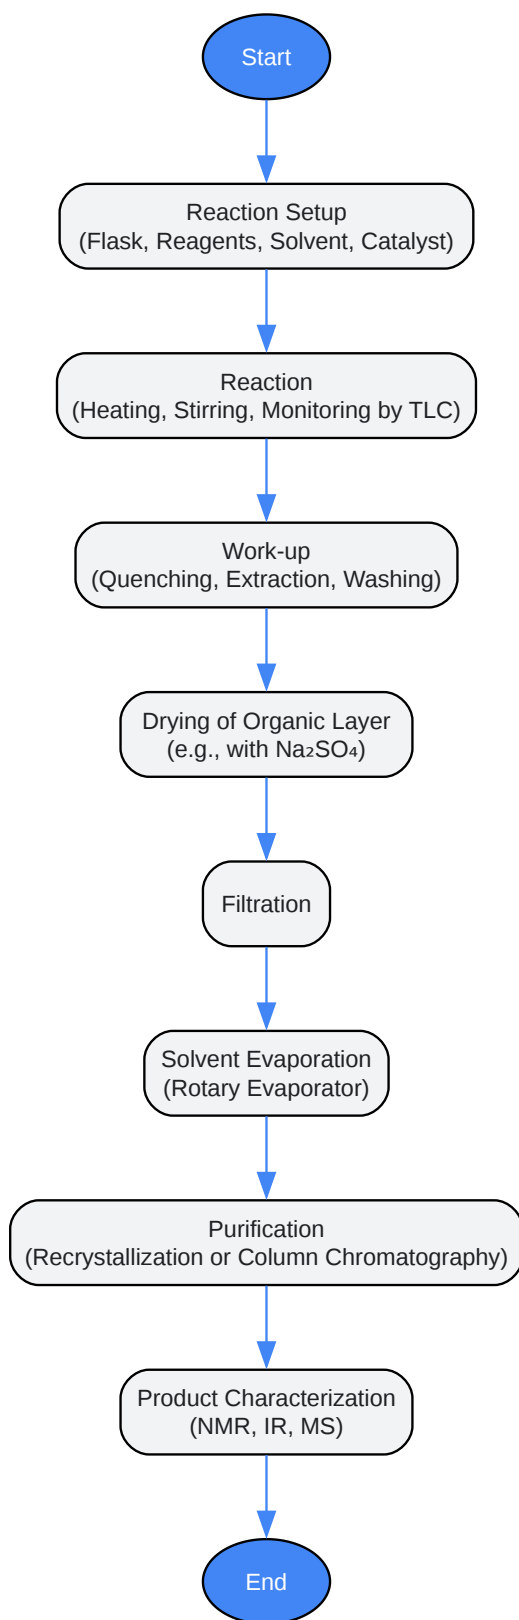 Start
Reaction Setup
(Flask, Reagents, Solvent, Catalyst)
Reaction
(Heating, Stirring, Monitoring by TLC)
Work-up
(Quenching, Extraction, Washing)
Drying of Organic Layer
(e.g., with Na₂SO₄)
Filtration
Solvent Evaporation
(Rotary Evaporator)
Purification
(Recrystallization or Column Chromatography)
Product Characterization
(NMR, IR, MS)
End